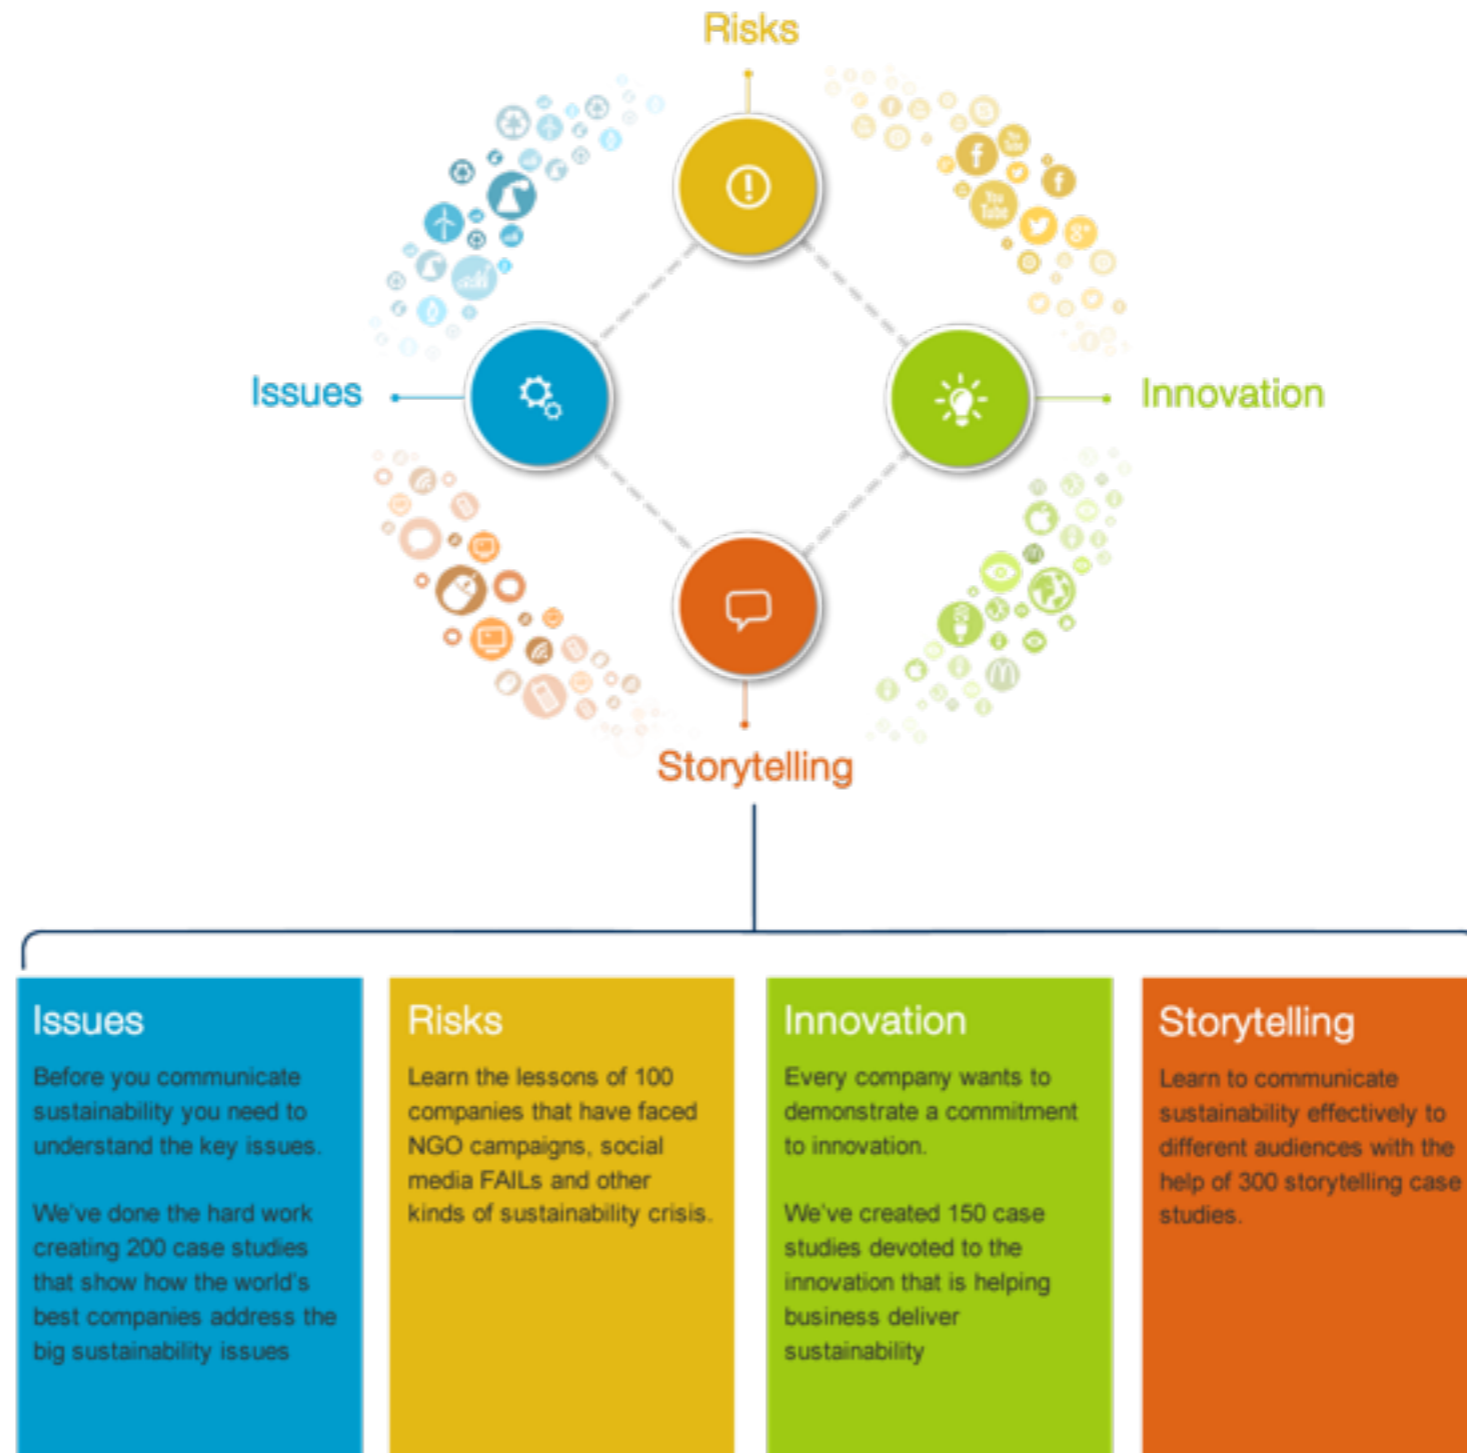 Risks
Issues
Innovation
Storytelling
You
Tube
You
Tube
Issues
Before you communicate
sustainability you need to
understand the key issues.
We've done the hard work
creating 200 case studies
that show how the world's
best companies address the
big sustainability issues
Risks
Learn the lessons of 100
companies that have faced
NGO campaigns, social
media FAILs and other
kinds of sustainability crisis.
Innovation
Every company wants to
demonstrate a commitment
to innovation.
We've created 150 case
studies devoted to the
innovation that is helping
business deliver
sustainability
Storytelling
Learn to communicate
sustainability effectively to
different audiences with the
help of 300 storytelling case
studies.